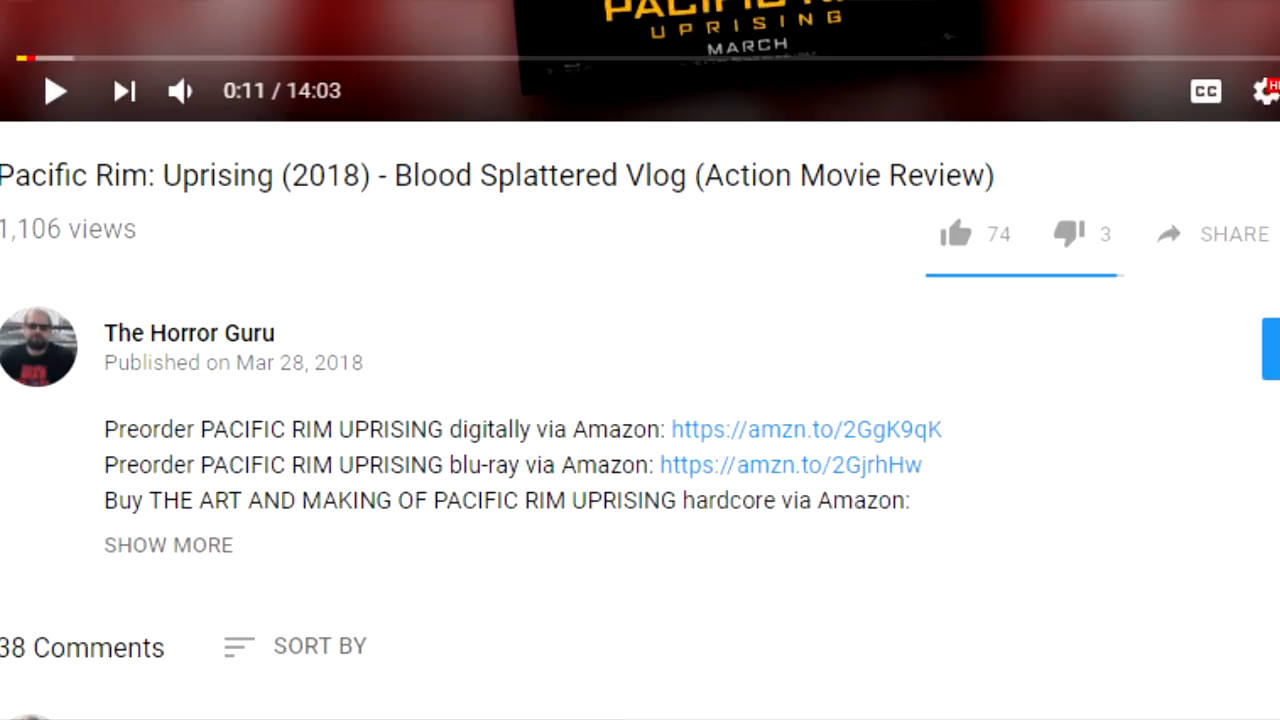 PACIFIC RIM
UPRISING
MARCH
0:11 / 14:03
CC
HD
Pacific Rim: Uprising (2018) - Blood Splattered Vlog (Action Movie Review)
1,106 views
74
3
SHARE
The Horror Guru
Published on Mar 28, 2018
Preorder PACIFIC RIM UPRISING digitally via Amazon: https://amzn.to/2GgK9qK
Preorder PACIFIC RIM UPRISING blu-ray via Amazon: https://amzn.to/2GjrhHw
Buy THE ART AND MAKING OF PACIFIC RIM UPRISING hardcore via Amazon:
SHOW MORE
38 Comments
SORT BY